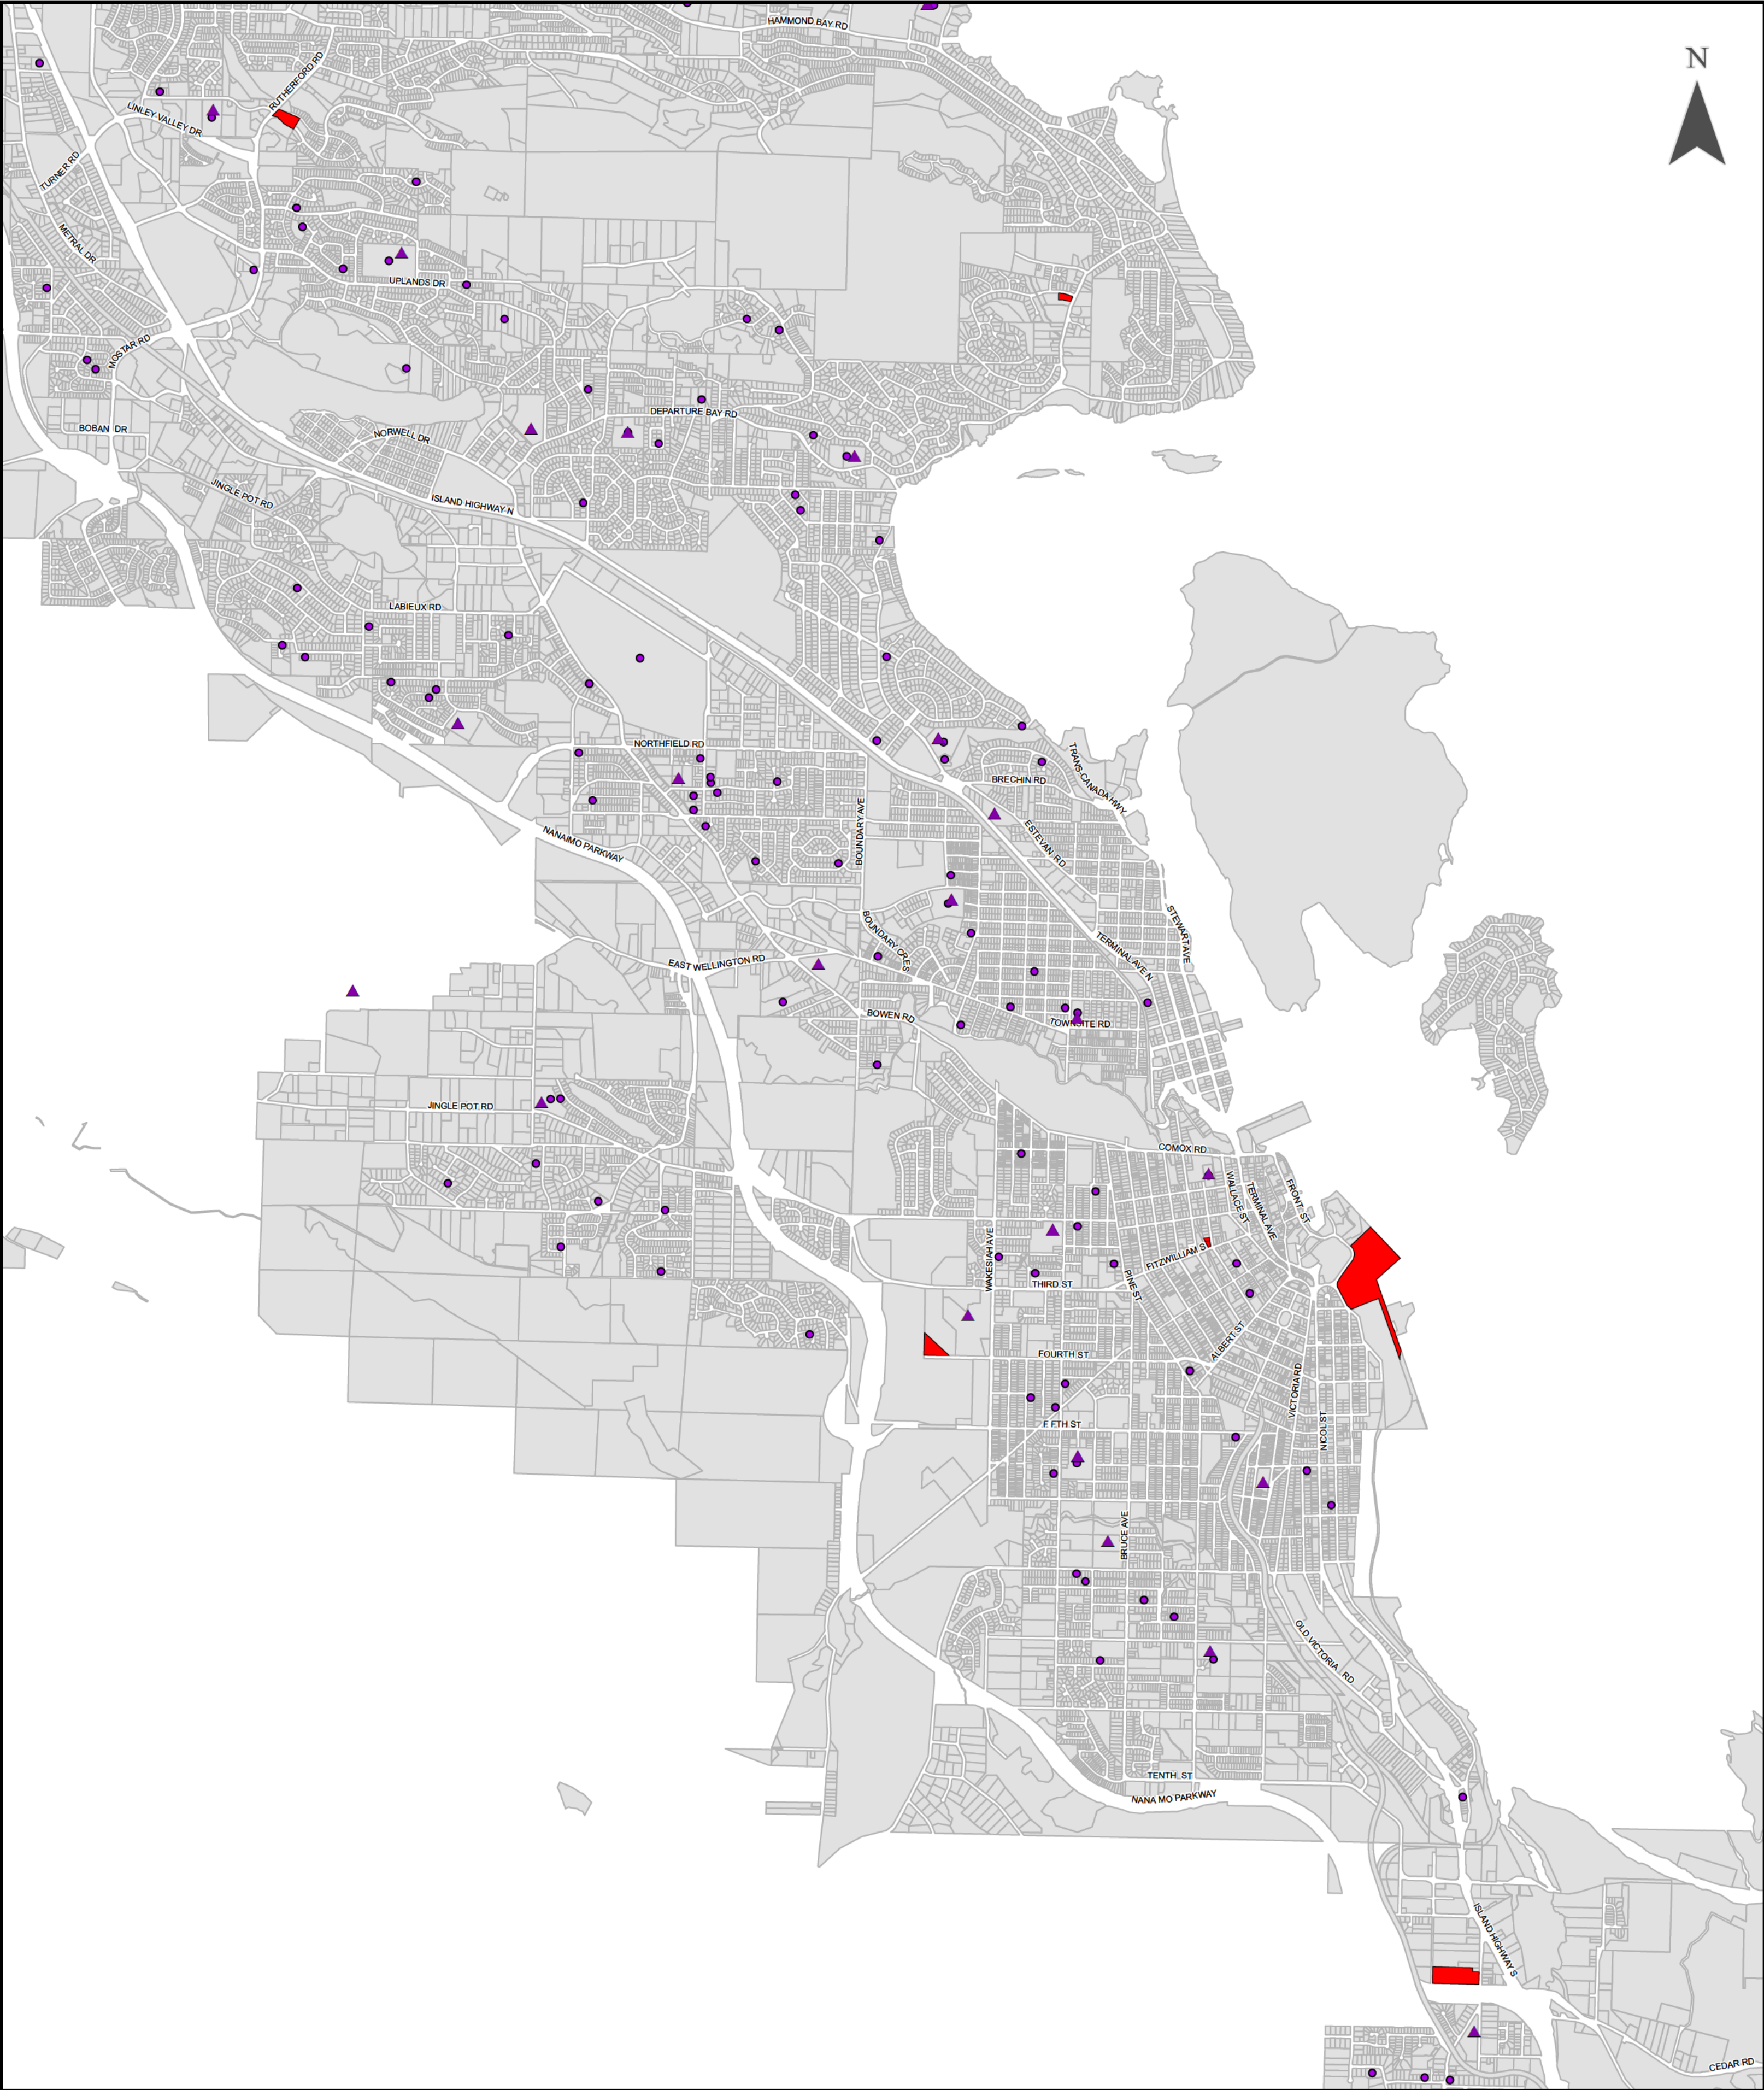 HAMMOND BAY RD
N
RUTHERFORD RD
LINLEY VALLEY DR
TURNER RD
METRAL DR
UPLANDS DR
MOSTAR RD
DEPARTURE BAY RD
BOBAN DR
NORWELL DR
JINGLE POT RD
ISLAND HIGHWAY N
LABIEUX RD
NORTHFIELD RD
TRANS-CANADA HWY
BRECHIN RD
BOUNDARY AVE
ESTEVAN RD
NANAIMO PARKWAY
STEWART AVE
BOUNDARY CRES
TERMINAL AVE N
EAST WELLINGTON RD
BOWEN RD
TOWNSITE RD
JINGLE POT RD
COMOX RD
WALLACE ST
TERMINAL AVE
FRONT ST
WAKESIAH AVE
FITZWILLIAM S
THIRD ST
PINE ST
ALBERT ST
FOURTH ST
VICTORIA RD
F FTH ST
NICOL ST
BRUCE AVE
OLD VICTORIA RD
TENTH ST
NANA MO PARKWAY
ISLAND HIGHWAY S
CEDAR RD